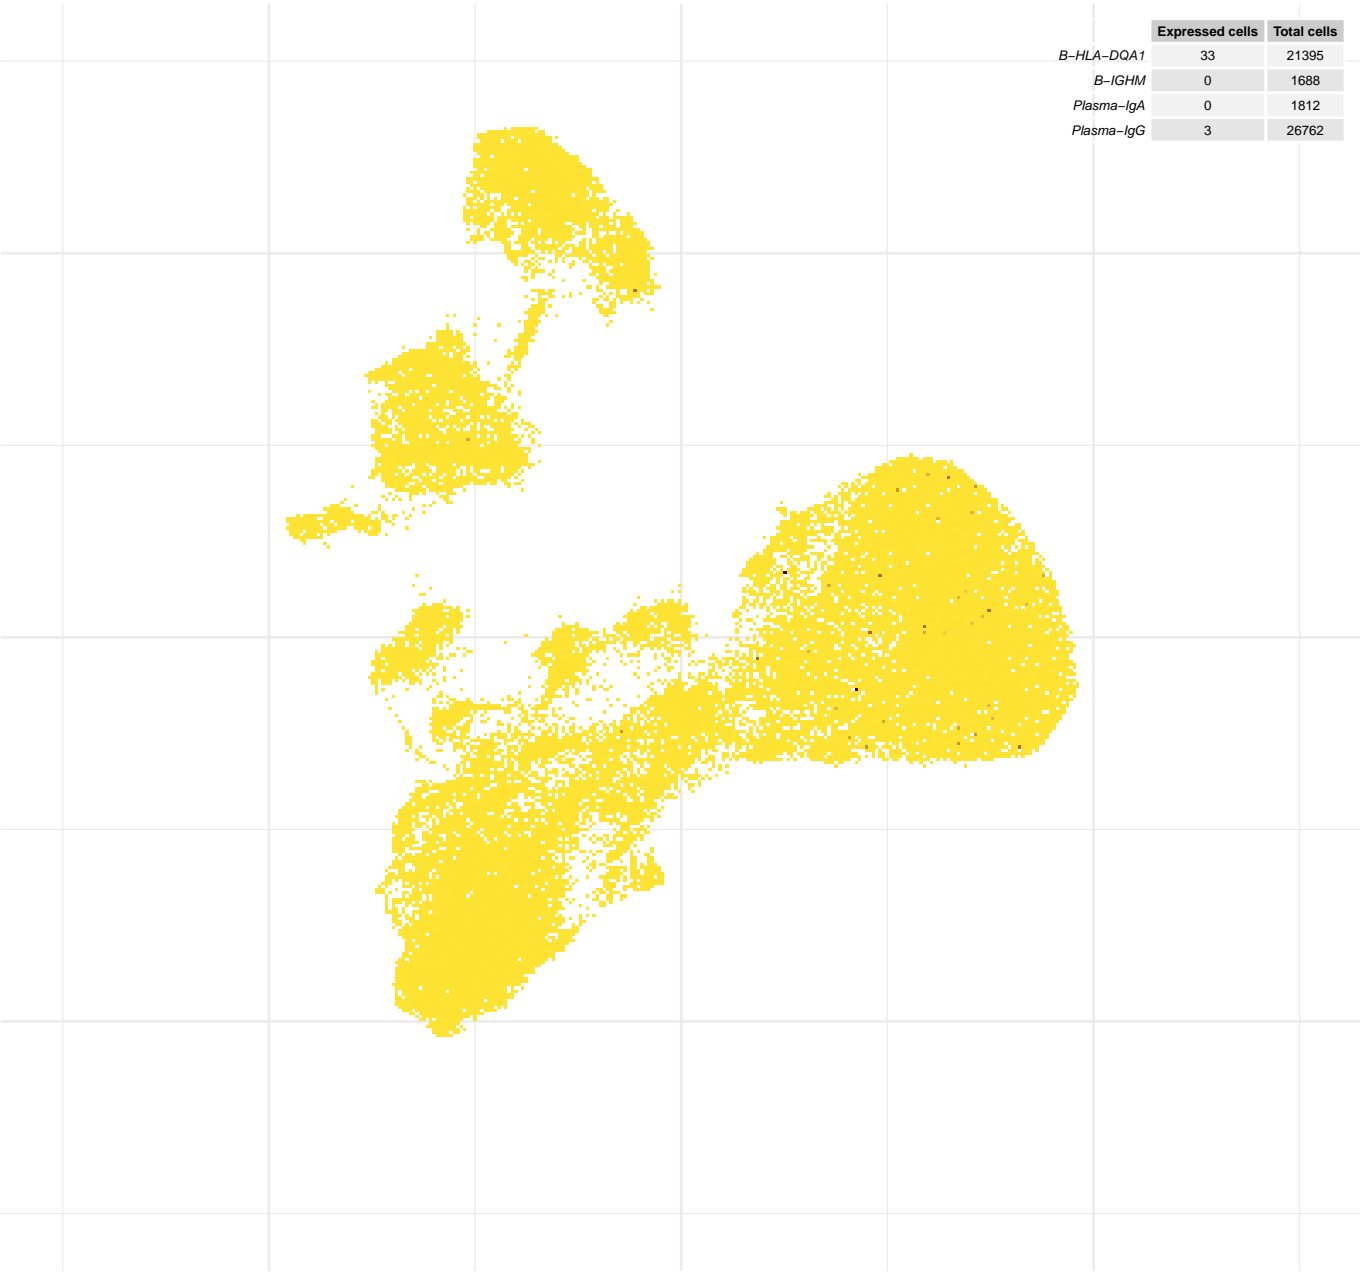 Expressed cells Total cells
B−HLA−DQA1 33 21395
B−IGHM 0 1688
Plasma−IgA 0 1812
Plasma−IgG 3 26762